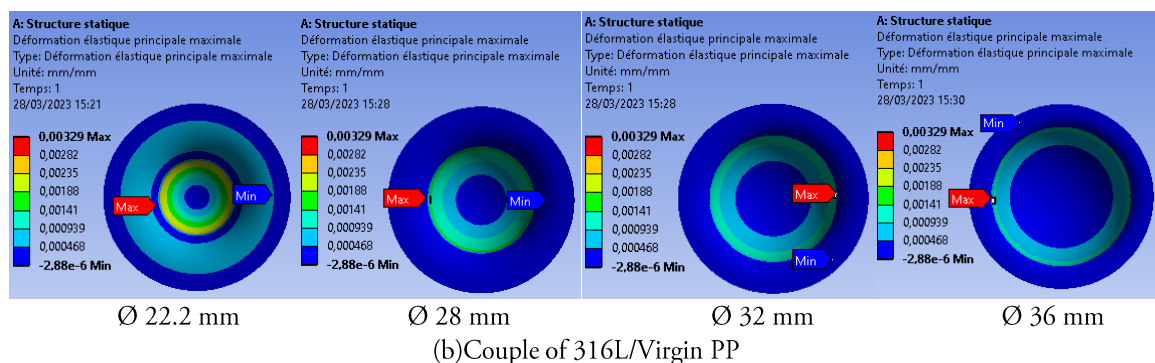 A: Structure statique
Déformation élastique principale maximale
Type: Déformation élastique principale maximale
Unité: mm/mm
Temps: 1
28/03/2023 15:21
0,00329 Max
0,00282
0,00235
0,00188
0,00141
0,000939
0,000468
-2,88e-6 Min
Max
Min
Ø 22.2 mm
A: Structure statique
Déformation élastique principale maximale
Type: Déformation élastique principale maximale
Unité: mm/mm
Temps: 1
28/03/2023 15:28
0,00329 Max
0,00282
0,00235
0,00188
0,00141
0,000939
0,000468
-2,88e-6 Min
Max
Min
Ø 28 mm
A: Structure statique
Déformation élastique principale maximale
Type: Déformation élastique principale maximale
Unité: mm/mm
Temps: 1
28/03/2023 15:28
0,00329 Max
0,00282
0,00235
0,00188
0,00141
0,000939
0,000468
-2,88e-6 Min
Max
Min
Ø 32 mm
A: Structure statique
Déformation élastique principale maximale
Type: Déformation élastique principale maximale
Unité: mm/mm
Temps: 1
28/03/2023 15:30
0,00329 Max
0,00282
0,00235
0,00188
0,00141
0,000939
0,000468
-2,88e-6 Min
Min
Max
Ø 36 mm
(b)Couple of 316L/Virgin PP